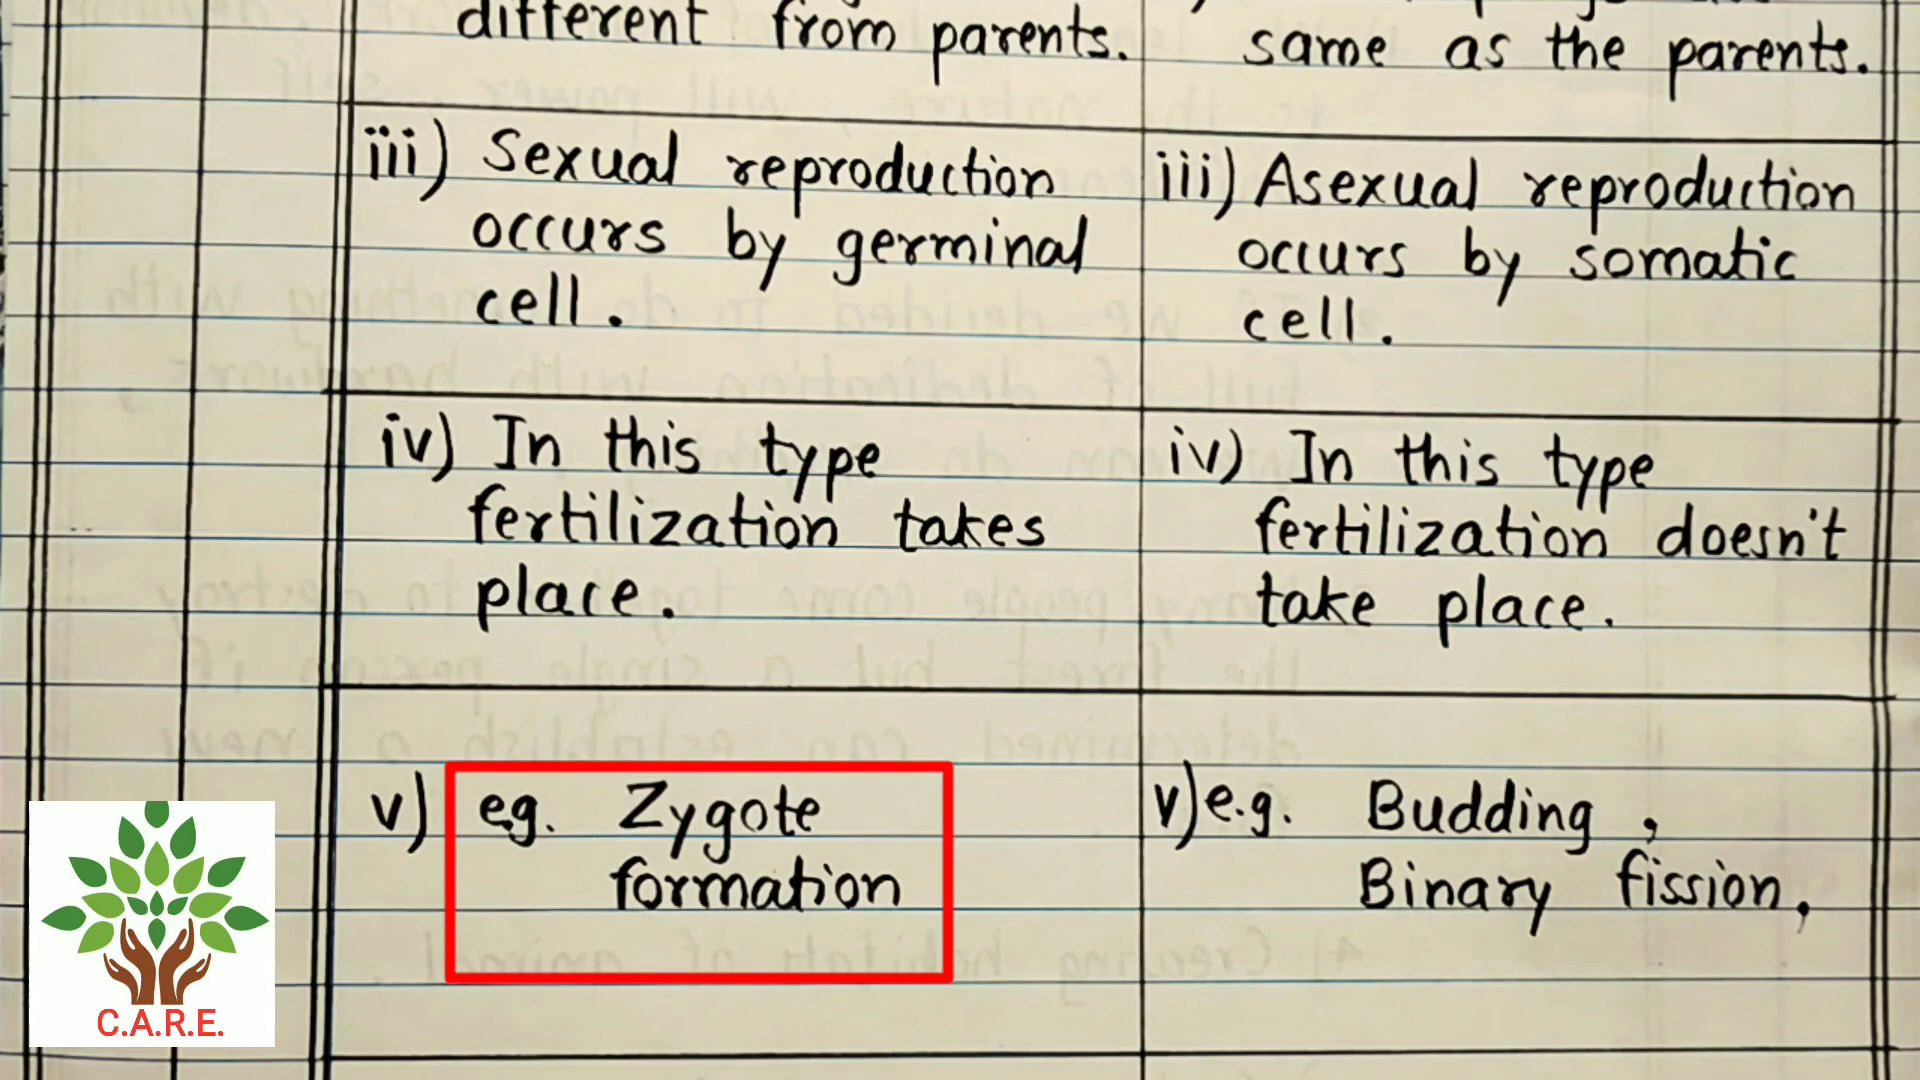 different from parents.
same as the parents.
iii) Sexual reproduction
occurs by germinal
cell.
iii) Asexual reproduction
occurs by somatic
cell.
iv) In this type
fertilization takes
place.
iv) In this type
fertilization doesn't
take place.
v) eg. Zygote
formation
v) e.g. Budding,
Binary fission,
C.A.R.E.